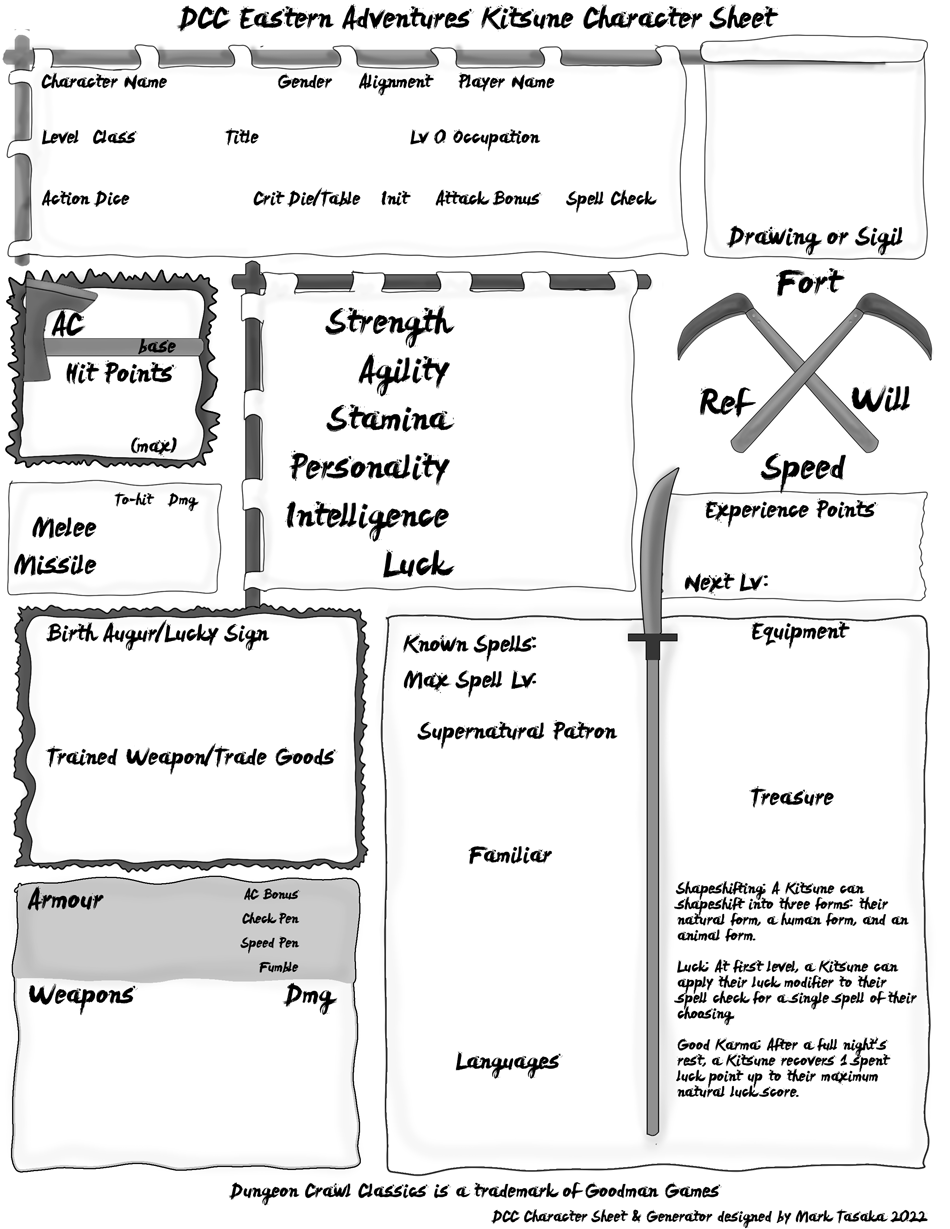 DCC Eastern Adventures Kitsune Character Sheet
Character Name Gender Alignment Player Name
Level Class Title Lv 0 Occupation
Action Dice Crit Die/Table Init Attack Bonus Spell Check
Drawing or Sigil
AC
base
Hit Points
(max)
Strength
Agility
Stamina
Personality
Intelligence
Luck
Fort
Ref Will
Speed
To-hit Dmg
Melee
Missile
Experience Points
Next Lv:
Birth Augur/Lucky Sign
Trained Weapon/Trade Goods
Armour
AC Bonus
Check Pen
Speed Pen
Fumble
Weapons Dmg
Known Spells:
Max Spell Lv:
Supernatural Patron
Familiar
Languages
Equipment
Treasure
Shapeshifting: A Kitsune can
shapeshift into three forms: their
natural form, a human form, and an
animal form.
Luck: At first level, a Kitsune can
apply their luck modifier to their
spell check for a single spell of their
choosing.
Good Karma: After a full night's
rest, a Kitsune recovers 1 spent
luck point up to their maximum
natural luck score.
Dungeon Crawl Classics is a trademark of Goodman Games
DCC Character Sheet & Generator designed by Mark Tasaka 2022